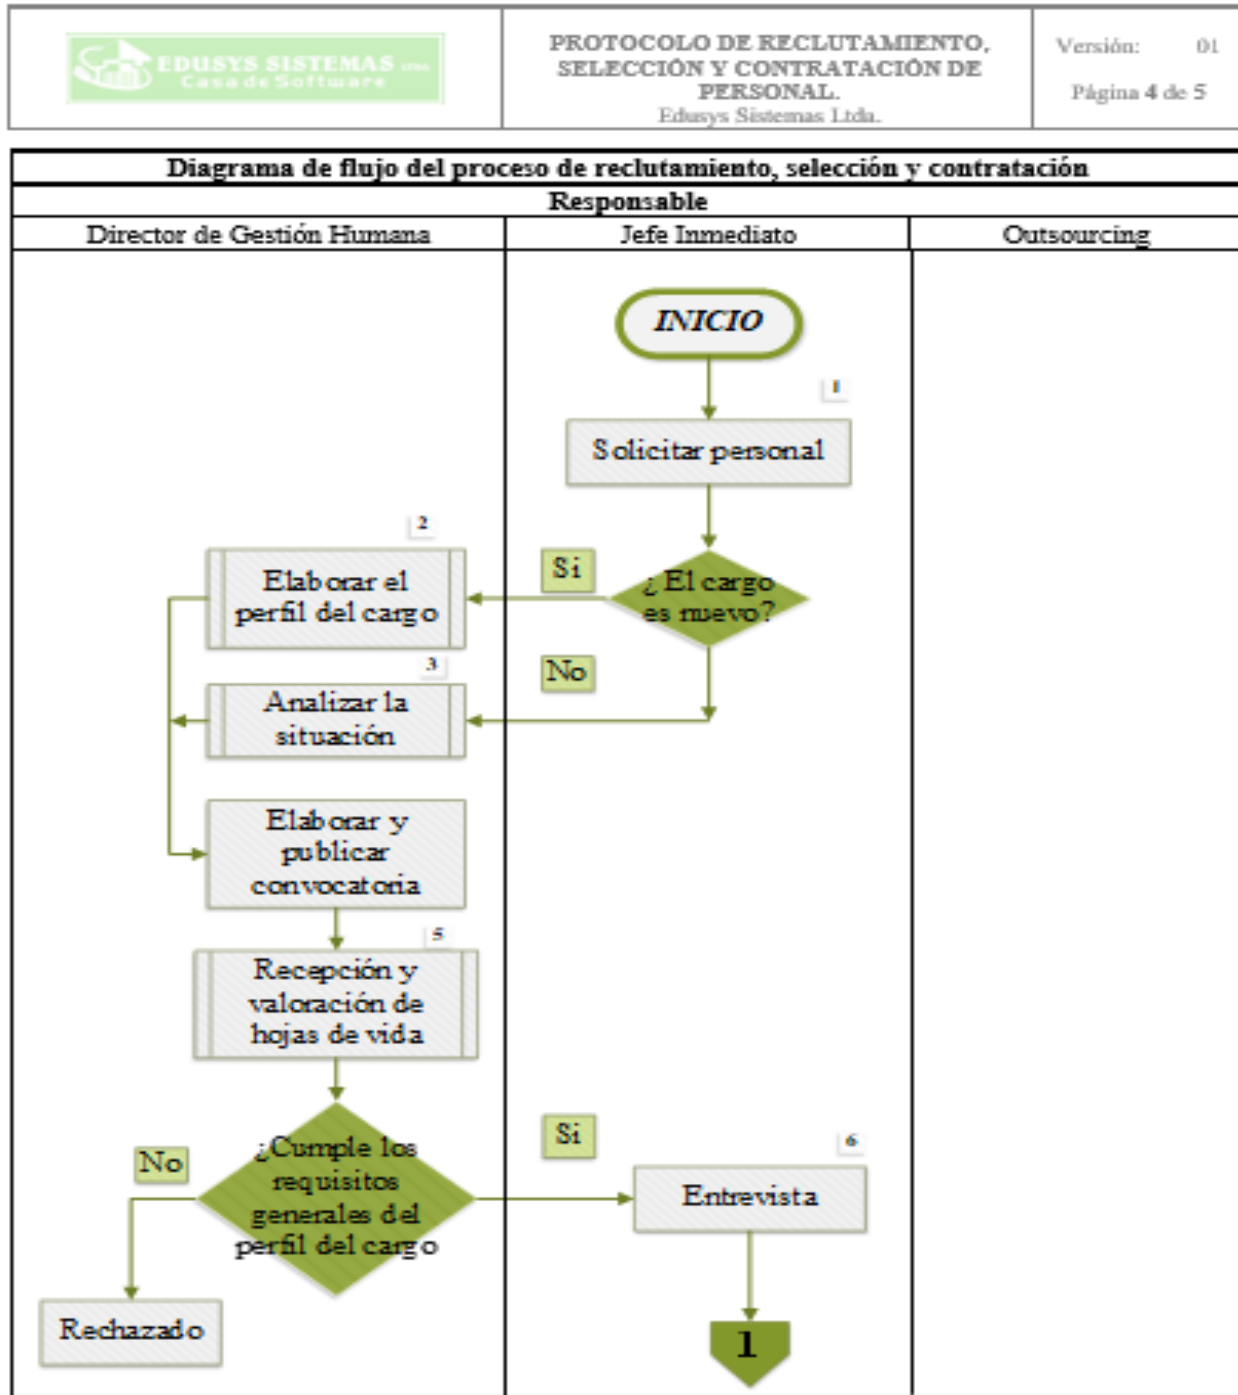 EDUSYS SISTEMAS LTDA.
Casa de Software
PROTOCOLO DE RECLUTAMIENTO,
SELECCIÓN Y CONTRATACIÓN DE
PERSONAL.
Edusys Sistemas Ltda.
Versión: 01
Página 4 de 5
Diagrama de flujo del proceso de reclutamiento, selección y contratación
Responsable
Director de Gestión Humana
Jefe Inmediato
Outsourcing
INICIO
1
Solicitar personal
2
Elaborar el
perfil del cargo
Si
¿El cargo
es nuevo?
3
No
Analizar la
situación
Elaborar y
publicar
convocatoria
5
Recepción y
valoración de
hojas de vida
No
¿Cumple los
requisitos
generales del
perfil del cargo
Si
6
Entrevista
Rechazado
1